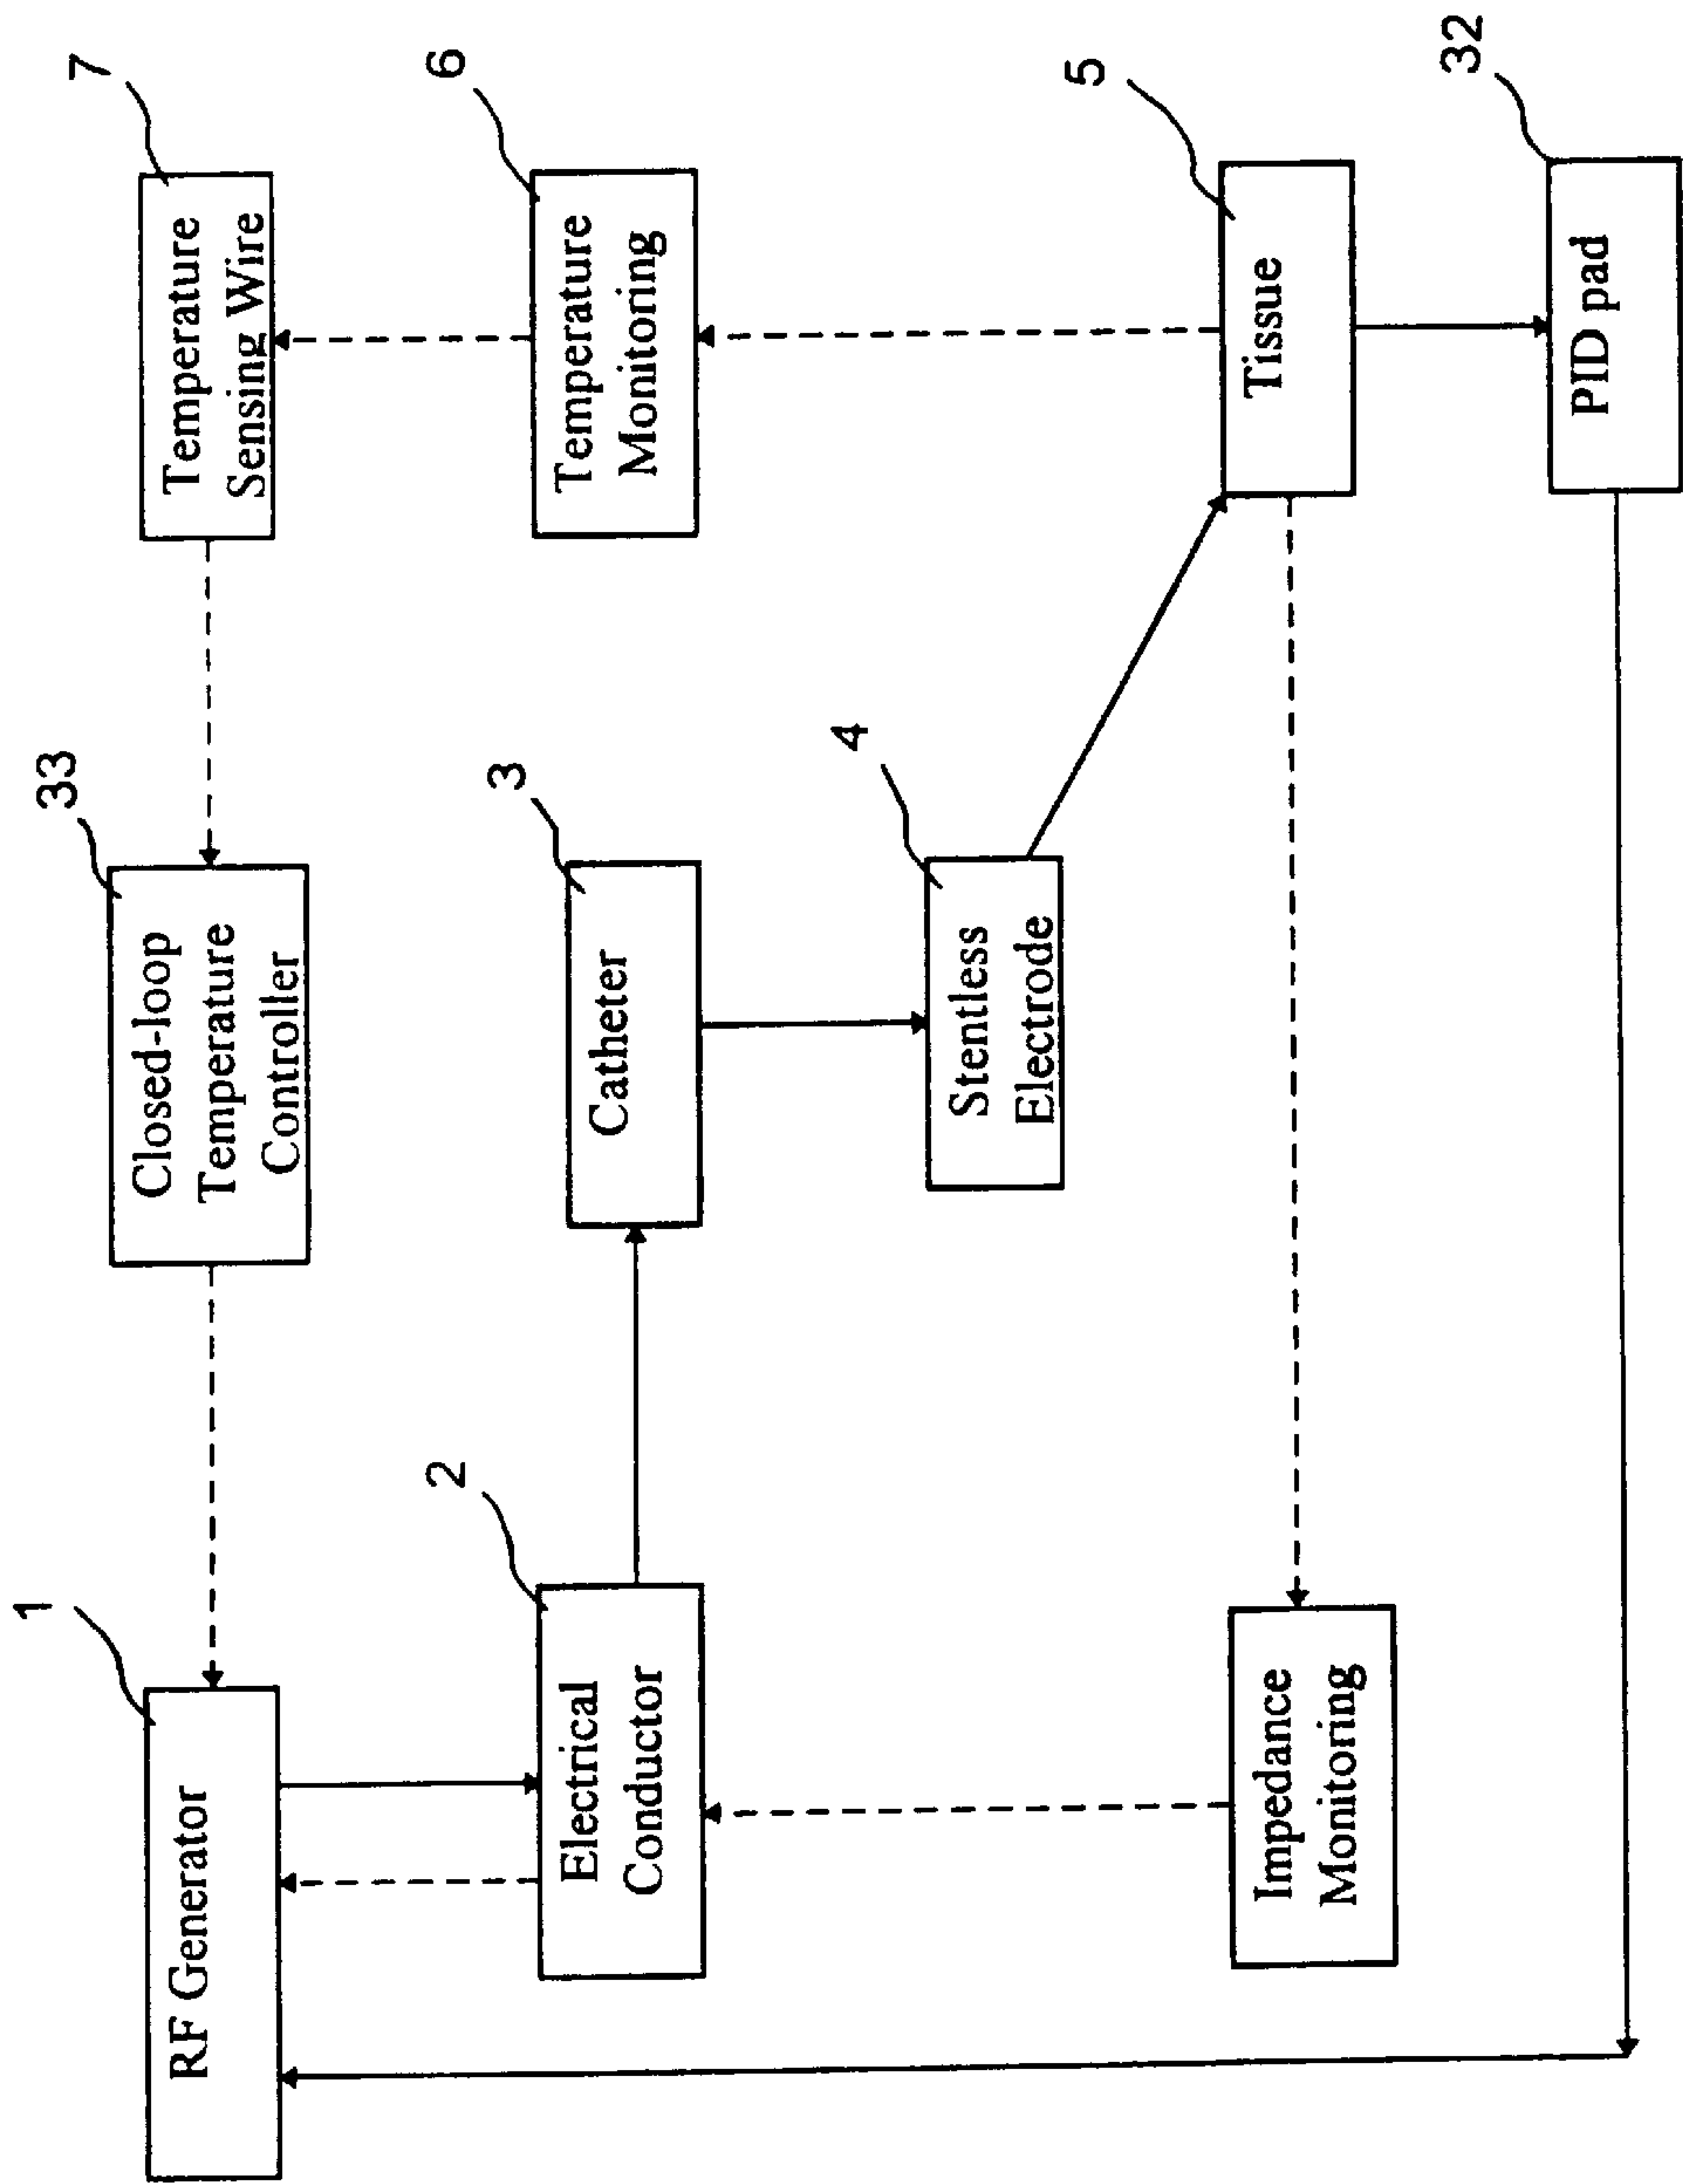 1
RF Generator
33
Closed-loop
Temperature
Controller
7
Temperature
Sensing Wire
2
Electrical
Conductor
3
Catheter
6
Temperature
Monitoring
4
Stentless
Electrode
Impedance
Monitoring
5
Tissue
32
PID pad